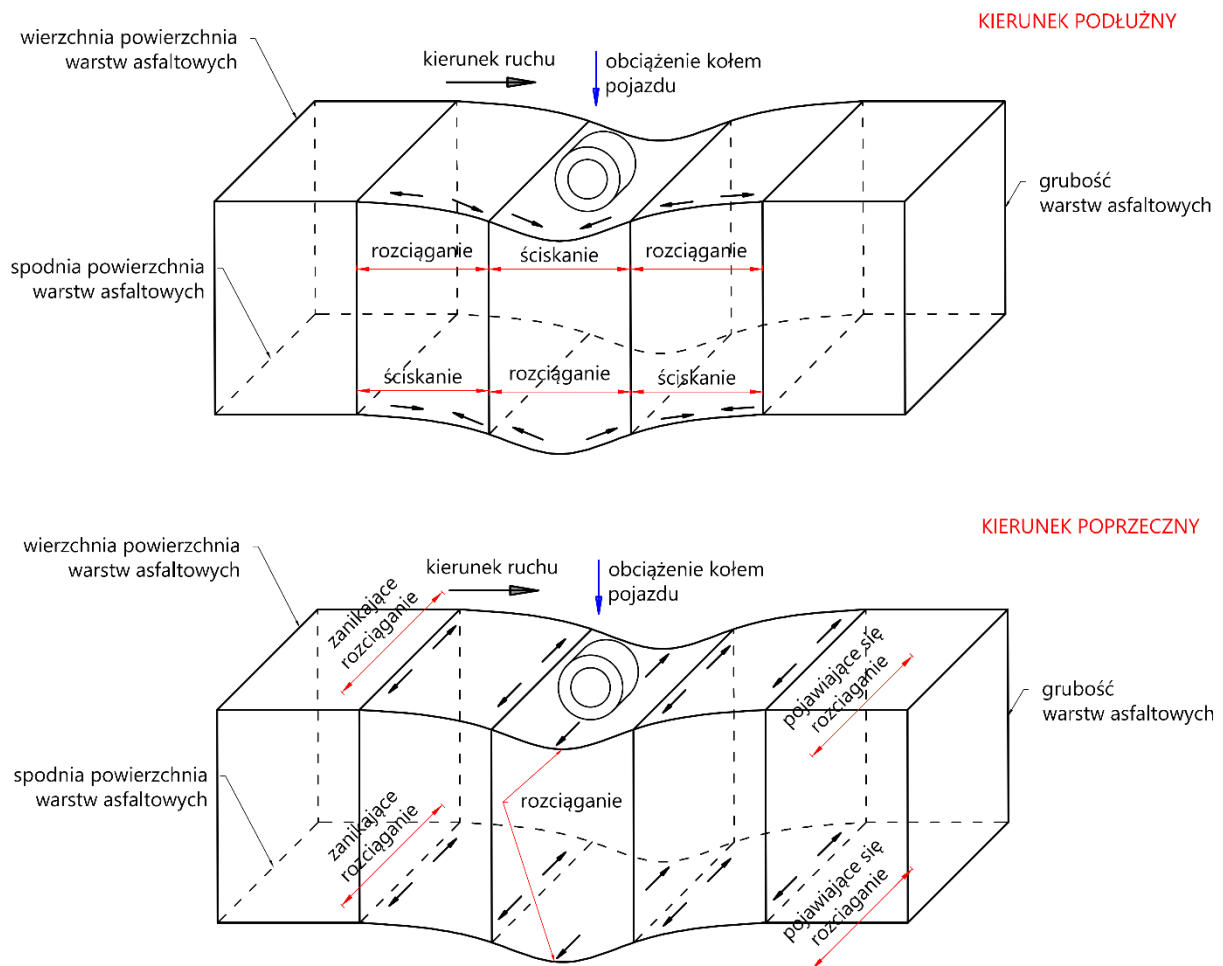 KIERUNEK PODŁUŻNY
wierzchnia powierzchnia
warstw asfaltowych
kierunek ruchu
obciążenie kołem
pojazdu
grubość
warstw asfaltowych
rozciąganie
ściskanie
rozciąganie
spodnia powierzchnia
warstw asfaltowych
ściskanie
rozciąganie
ściskanie
KIERUNEK POPRZECZNY
wierzchnia powierzchnia
warstw asfaltowych
kierunek ruchu
obciążenie kołem
pojazdu
zanikające
rozciąganie
pojawiające się
rozciaganie
grubość
warstw asfaltowych
spodnia powierzchnia
warstw asfaltowych
rozciąganie
zanikające
rozciąganie
pojawiające się
rozciaganie